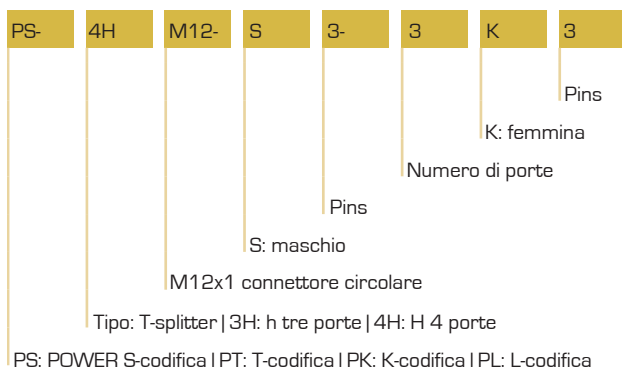 PS- 4H M12- S 3- 3 K 3
Pins
K: femmina
Numero di porte
Pins
S: maschio
M12x1 connettore circolare
Tipo: T-splitter | 3H: h tre porte | 4H: H 4 porte
PS: POWER S-codifica | PT: T-codifica | PK: K-codifica | PL: L-codifica